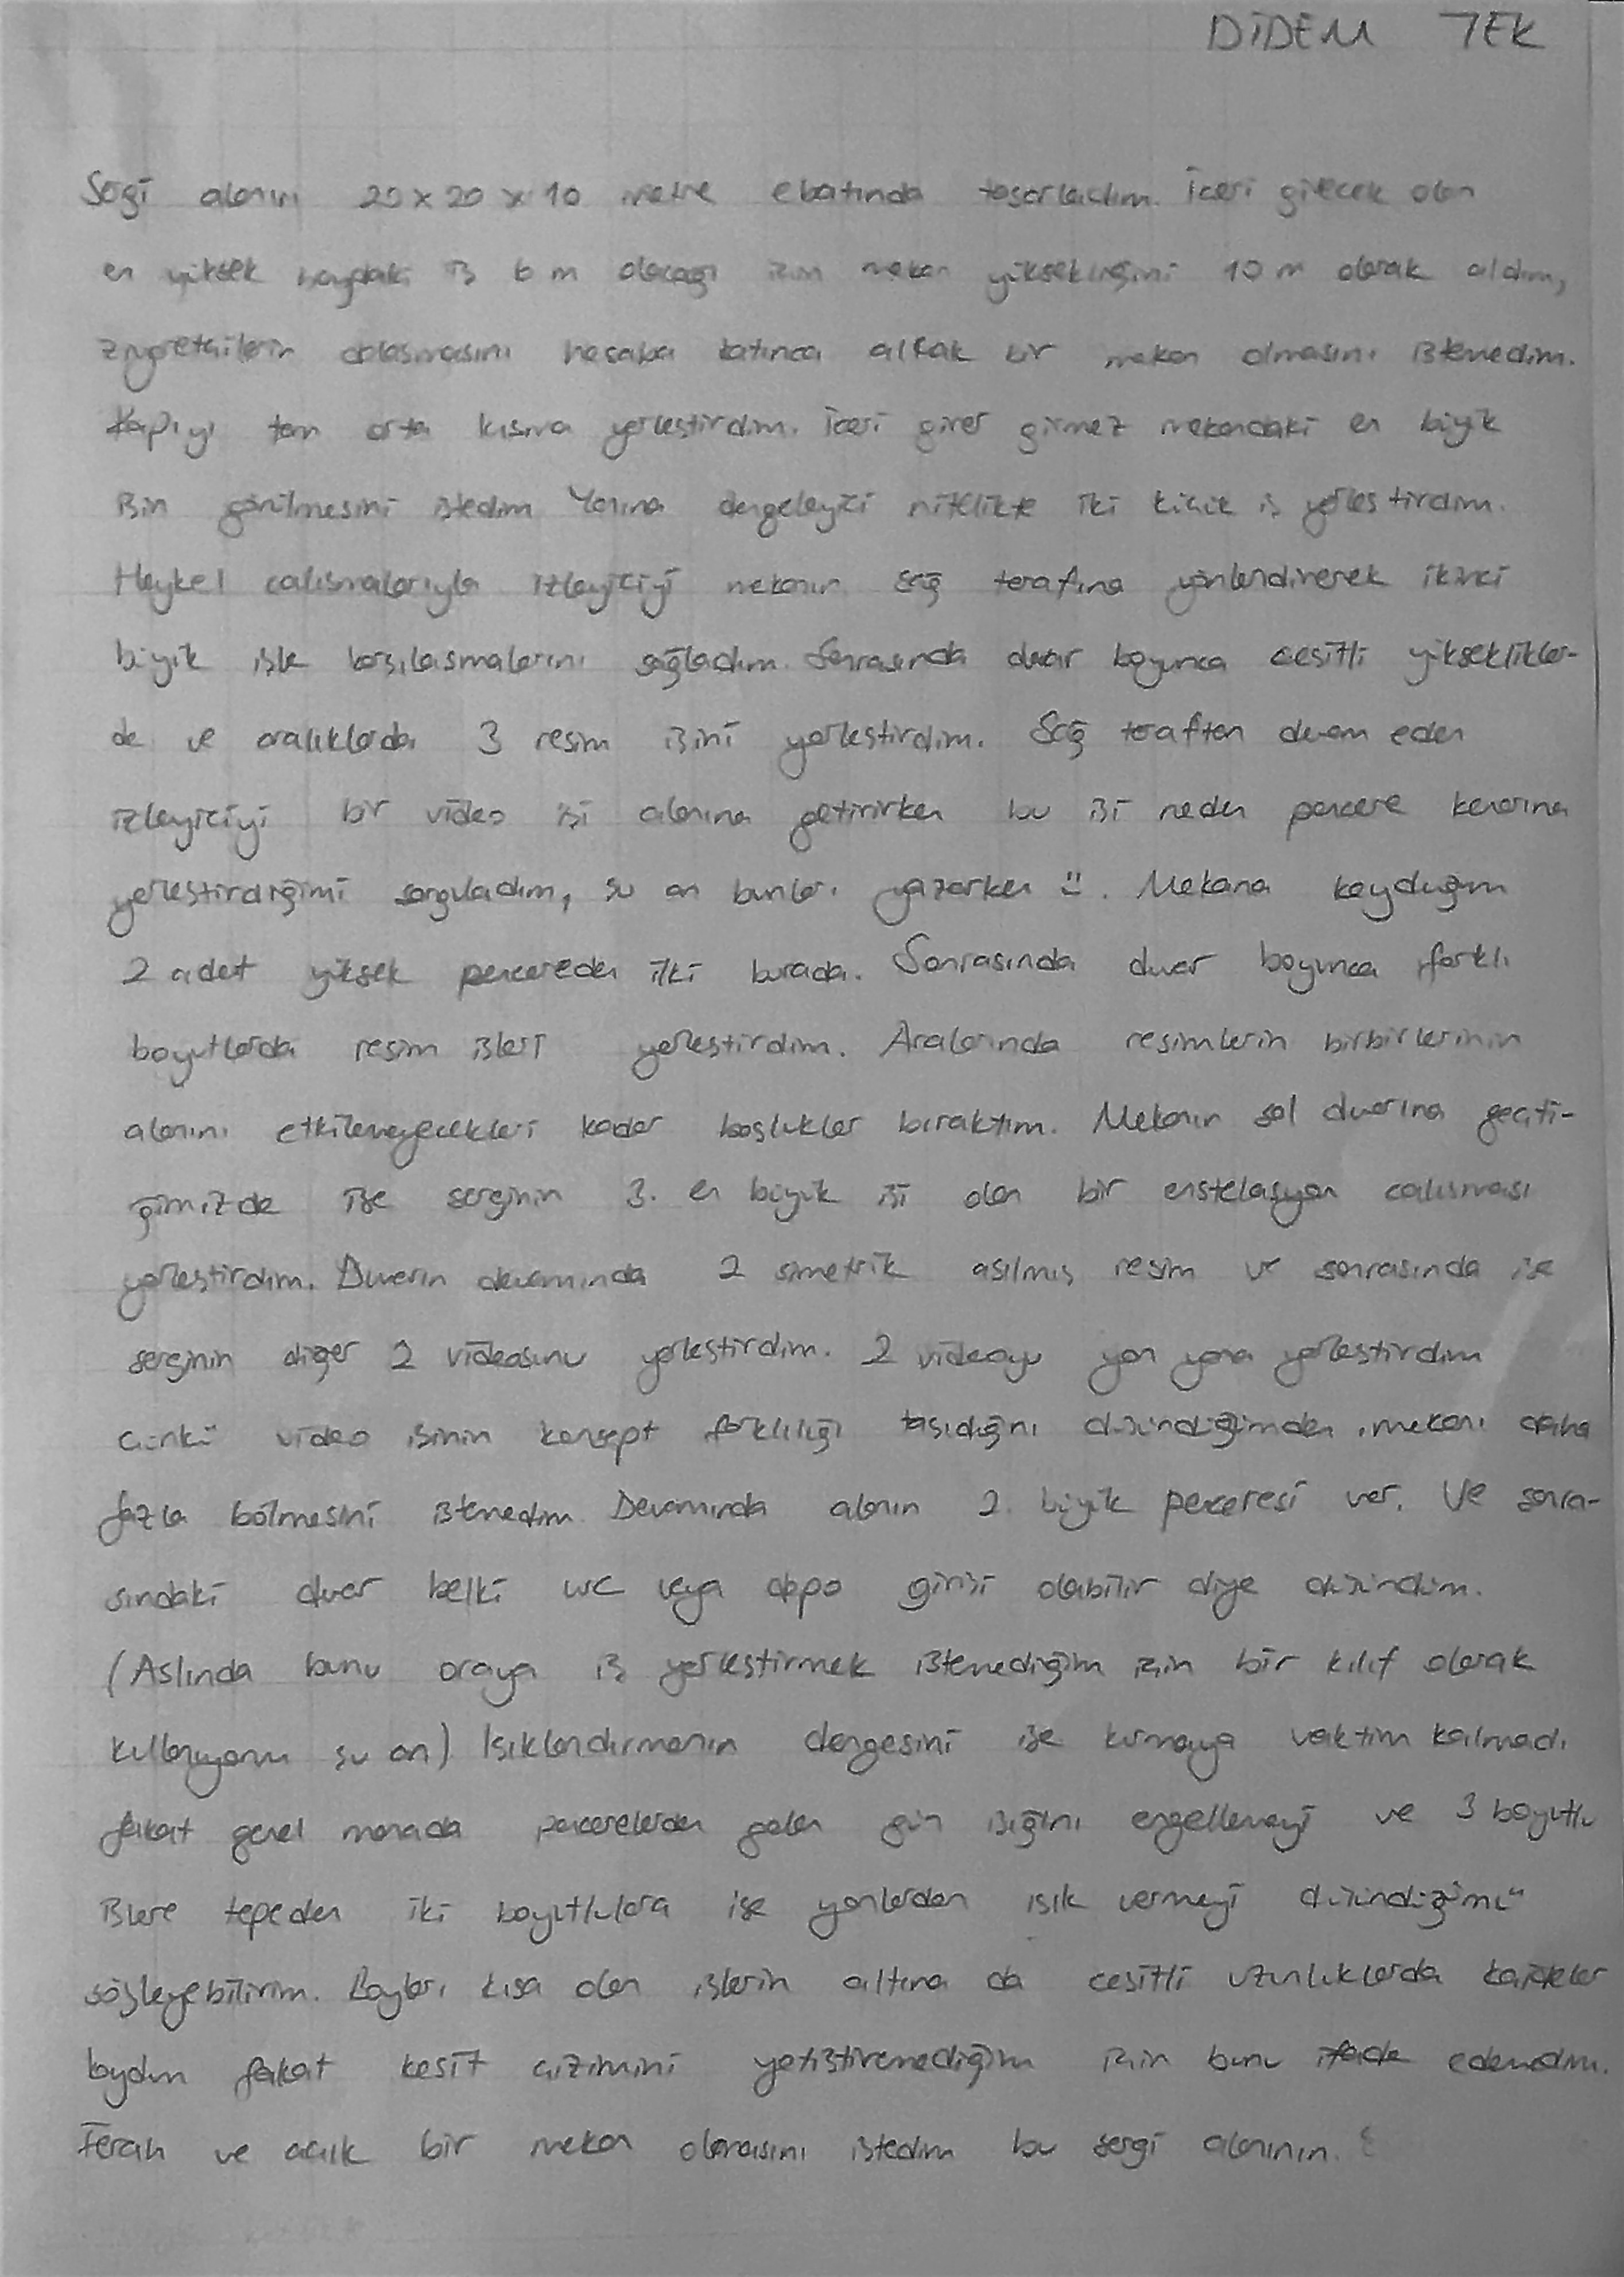 DİDEM TEK
Sergi alanını 20 x 20 x 10 metre ebatında tasarladım. İçeri girecek olan
en yüksek boydaki iş 6 m olacağı için mekan yüksekliğini 10 m olarak aldım,
ziyaretçilerin dolaşmasını hesaba katınca alçak bir mekan olmasını istemedim.
Kapıyı tam orta kısma yerleştirdim. İçeri girer girmez mekandaki en büyük
işin görülmesini istedim Yanına dengeleyici nitelikte iki küçük iş yerleştirdim.
Heykel çalışmalarıyla izleyiciyi mekanın sağ tarafına yönlendirerek ikinci
büyük işle karşılaşmalarını sağladım. Sonrasında duvar boyunca çeşitli yükseklikler-
de ve aralıklarda 3 resim işini yerleştirdim. Sağ taraftan devam eden
izleyiciyi bir video işi alanına getirirken bu işi neden pencere kenarına
yerleştirdiğimi sorguladım, şu an bunları yazarken :). Mekana koyduğum
2 adet yüksek pencereden ilki burada. Sonrasında duvar boyunca farklı
boyutlarda resim işleri yerleştirdim. Aralarında resimlerin birbirlerinin
alanını etkilemeyecekleri kadar boşluklar bıraktım. Mekanın sol duvarına geçti-
ğimizde ise serginin 3. en büyük işi olan bir enstelasyon çalışması
yerleştirdim. Duvarın devamında 2 simetrik asılmış resim ve sonrasında ise
serginin diğer 2 videosunu yerleştirdim. 2 videoyu yan yana yerleştirdim
çünkü video işinin konsept farklılığı taşıdığını düşündüğümden, mekanı daha
fazla bölmesini istemedim Devamında alanın 2. büyük penceresi var. Ve sonra-
sındaki duvar belki wc veya depo girişi olabilir diye düşündüm.
(Aslında bunu oraya iş yerleştirmek istemediğim için bir kılıf olarak
kullanıyorum şu an) Işıklandırmanın dengesini ise kurmaya vaktim kalmadı
fakat genel manada pencerelerden gelen gün ışığını engellemeyi ve 3 boyutlu
işlere tepeden iki boyutlulara ise yanlardan ışık vermeyi düşündüğümü
söyleyebilirim. Boyları kısa olan işlerin altına da çeşitli uzunluklarda kaideler
koydum fakat kesit çizimini yetiştiremediğim için bunu ifade edemedim.
Ferah ve açık bir mekan olmasını istedim bu sergi alanının.